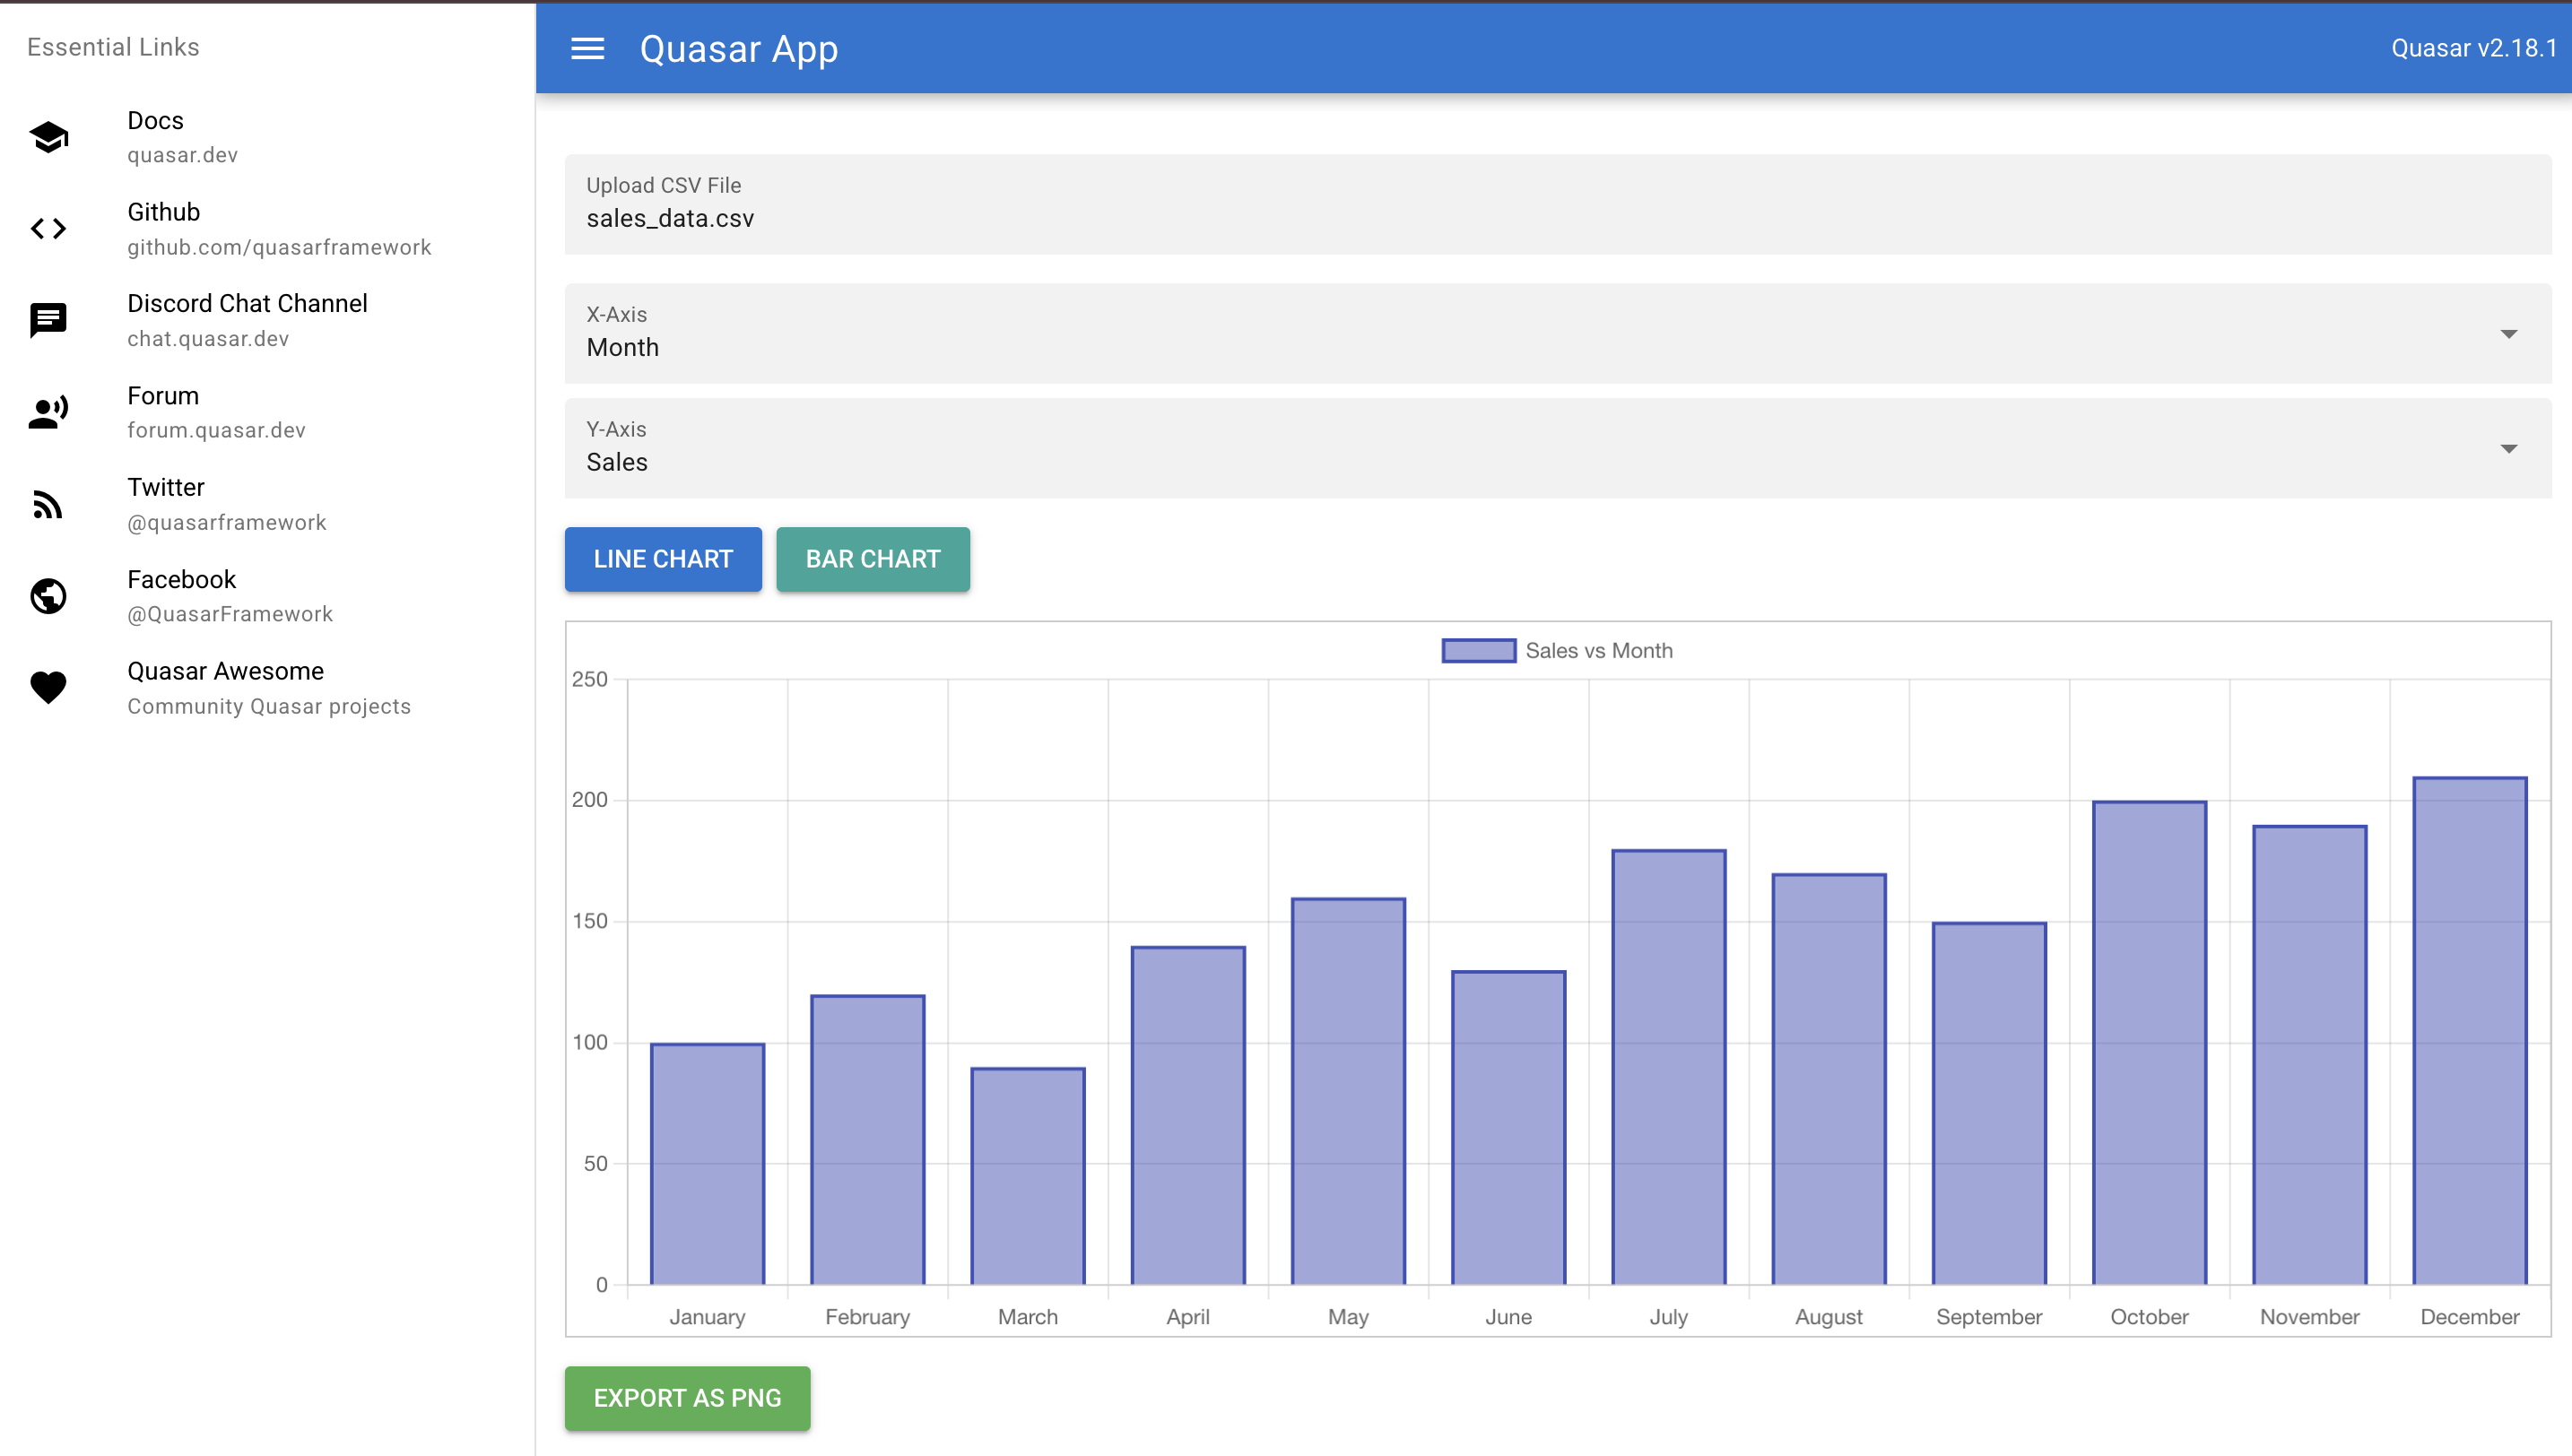 Essential Links
Docs
quasar.dev
Github
github.com/quasarframework
Discord Chat Channel
chat.quasar.dev
Forum
forum.quasar.dev
Twitter
@quasarframework
Facebook
@QuasarFramework
Quasar Awesome
Community Quasar projects
Quasar App
Quasar v2.18.1
Upload CSV File
sales_data.csv
X-Axis
Month
Y-Axis
Sales
LINE CHART
BAR CHART
Sales vs Month
250
200
150
100
50
0
January February March April May June July August September October November December
EXPORT AS PNG